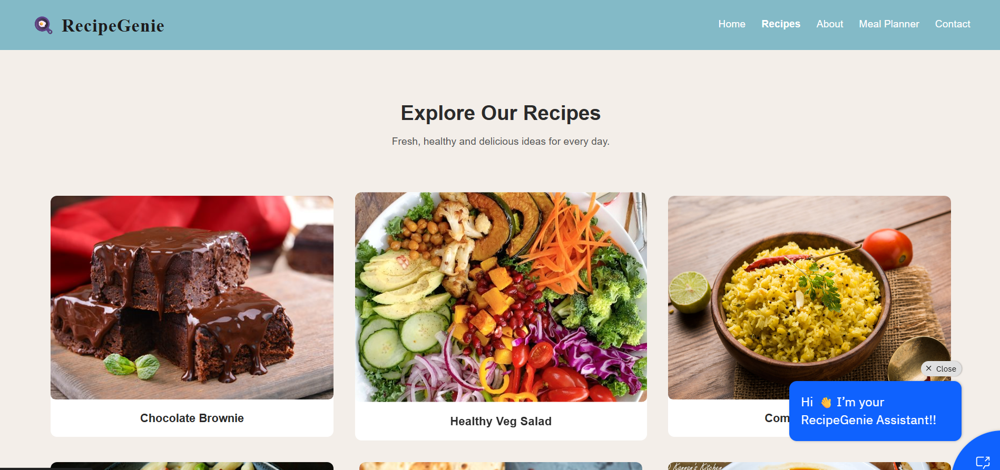 RecipeGenie
Home
Recipes
About
Meal Planner
Contact
Explore Our Recipes
Fresh, healthy and delicious ideas for every day.
Chocolate Brownie
Healthy Veg Salad
Com
Close
Hi 👋 I'm your
RecipeGenie Assistant!!
Kannan's Kitchen